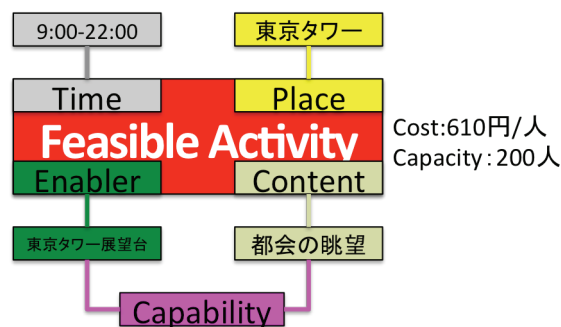 9:00-22:00
東京タワー
Time
Place
Feasible Activity
Cost:610円/人
Capacity：200人
Enabler
Content
東京タワー展望台
都会の眺望
Capability